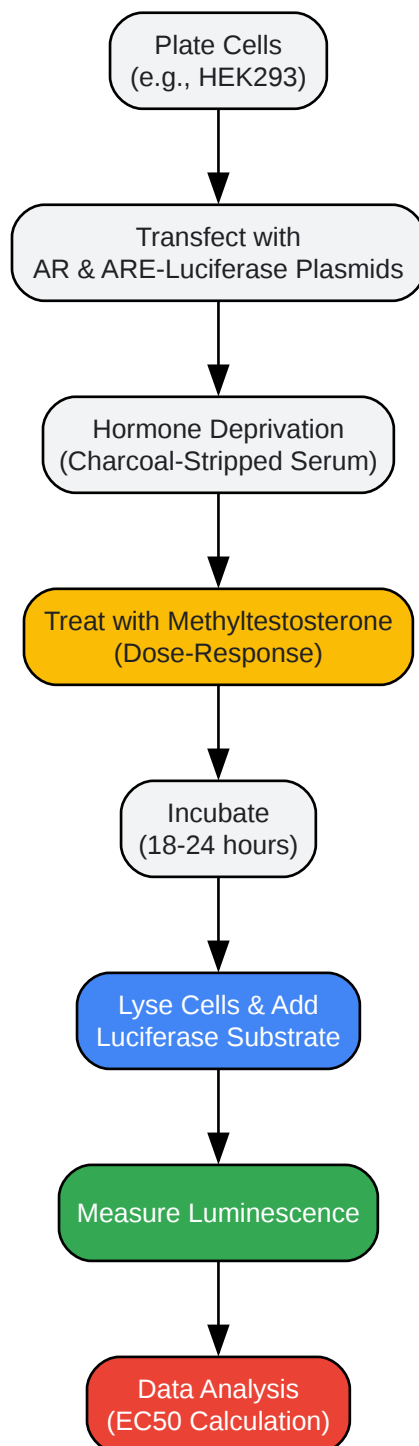 Plate Cells
(e.g., HEK293)
Transfect with
AR & ARE-Luciferase Plasmids
Hormone Deprivation
(Charcoal-Stripped Serum)
Treat with Methyltestosterone
(Dose-Response)
Incubate
(18-24 hours)
Lyse Cells & Add
Luciferase Substrate
Measure Luminescence
Data Analysis
(EC50 Calculation)